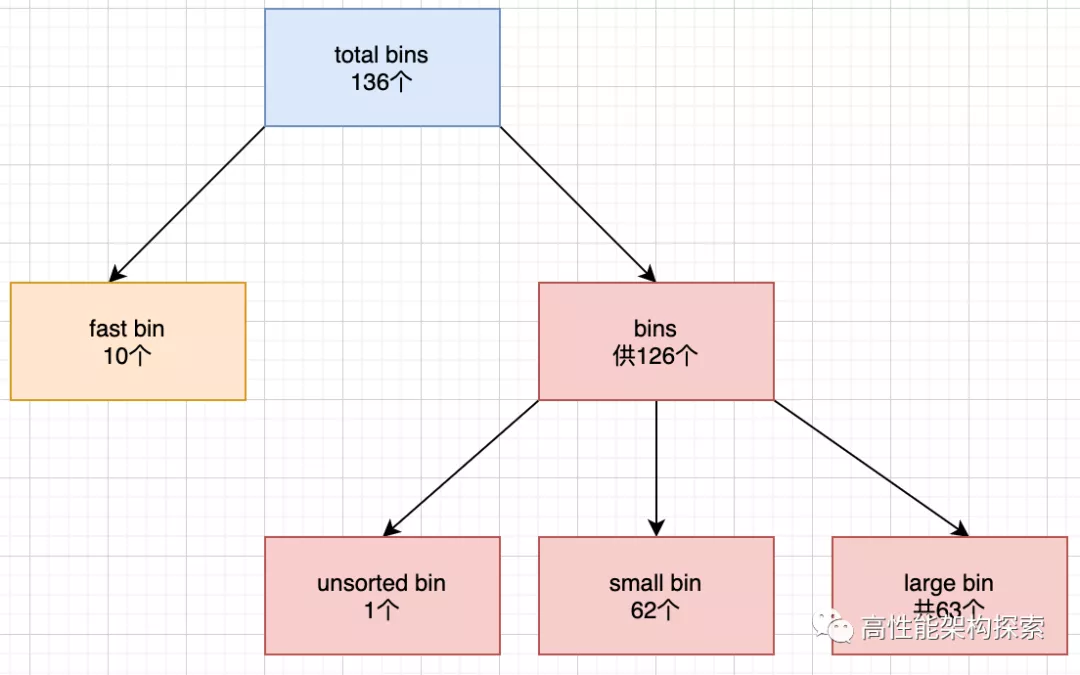 total bins
136个
fast bin
10个
bins
供126个
unsorted bin
1个
small bin
62个
large bin
共63个
高性能架构探索